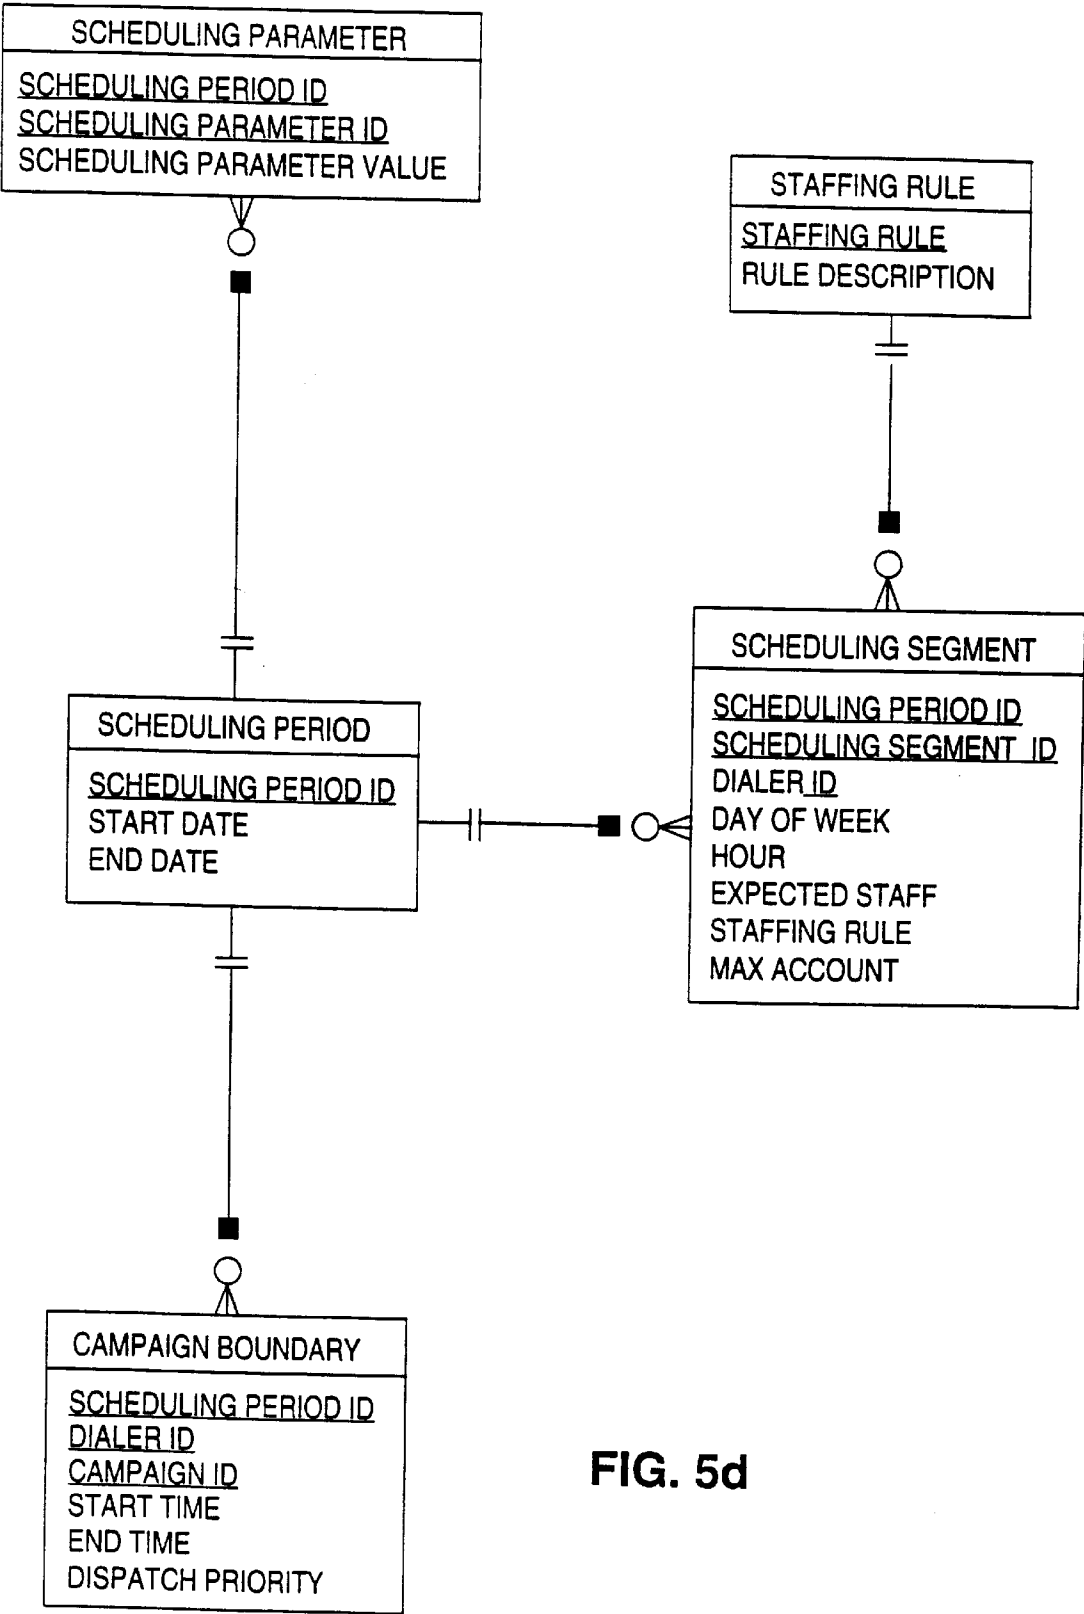 SCHEDULING PARAMETER
SCHEDULING PERIOD ID
SCHEDULING PARAMETER ID
SCHEDULING PARAMETER VALUE
STAFFING RULE
STAFFING RULE
RULE DESCRIPTION
SCHEDULING SEGMENT
SCHEDULING PERIOD ID
SCHEDULING SEGMENT ID
DIALER ID
DAY OF WEEK
HOUR
EXPECTED STAFF
STAFFING RULE
MAX ACCOUNT
SCHEDULING PERIOD
SCHEDULING PERIOD ID
START DATE
END DATE
CAMPAIGN BOUNDARY
SCHEDULING PERIOD ID
DIALER ID
CAMPAIGN ID
START TIME
END TIME
DISPATCH PRIORITY
FIG. 5d